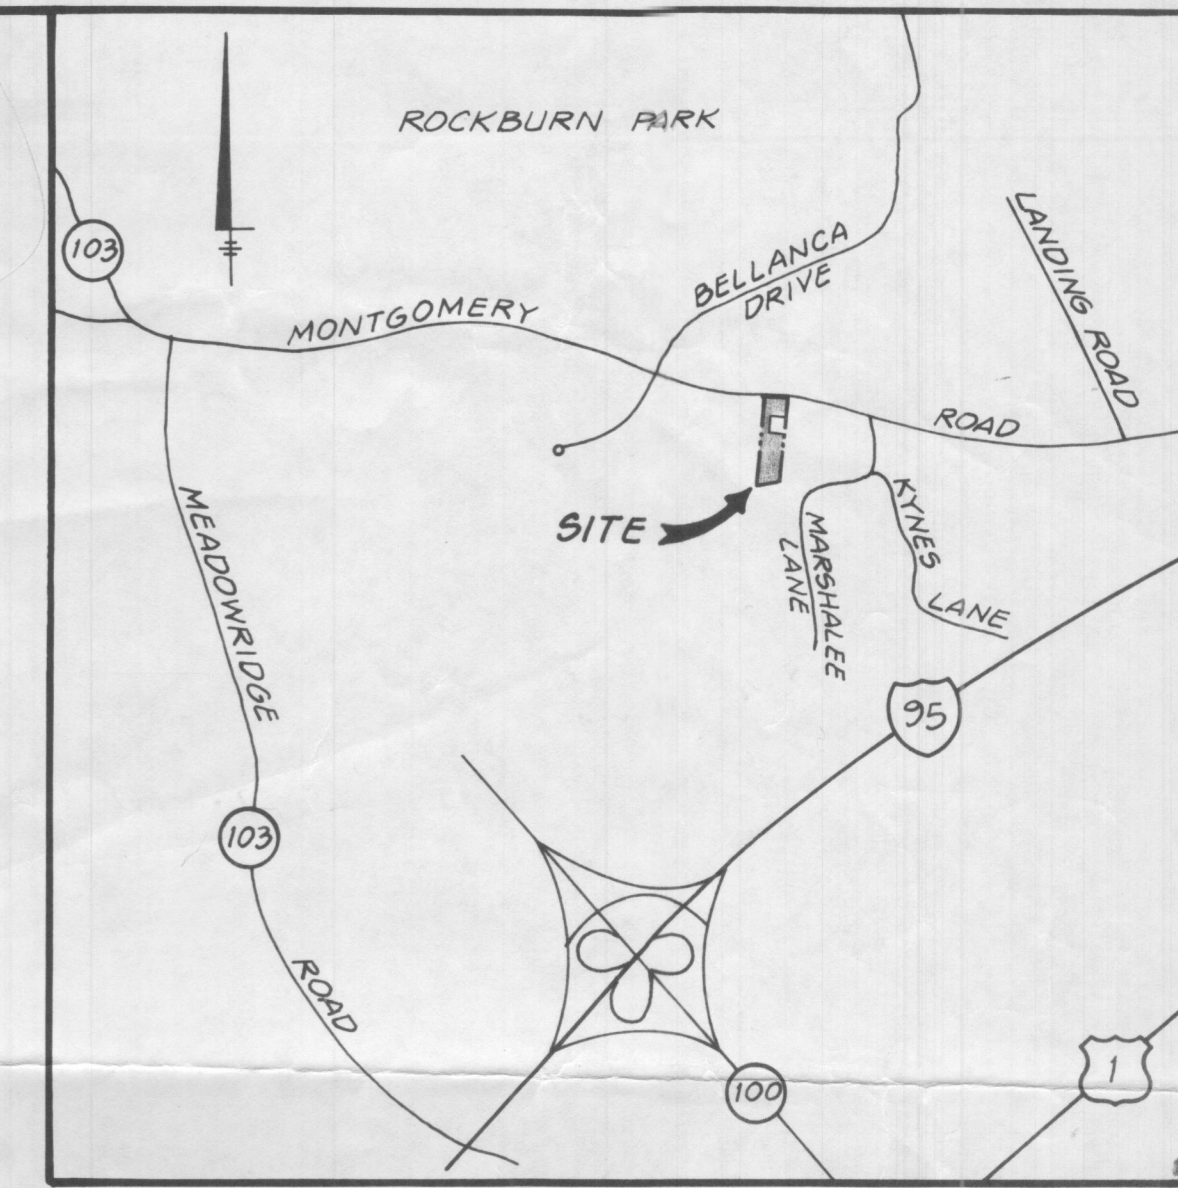 ROCKBURN PARK
103
BELLANCA
DRIVE
LANDING ROAD
MONTGOMERY
ROAD
SITE
KYNES
LANE
MARSHALEE
LANE
MEADOWRIDGE
95
103
ROAD
100
1